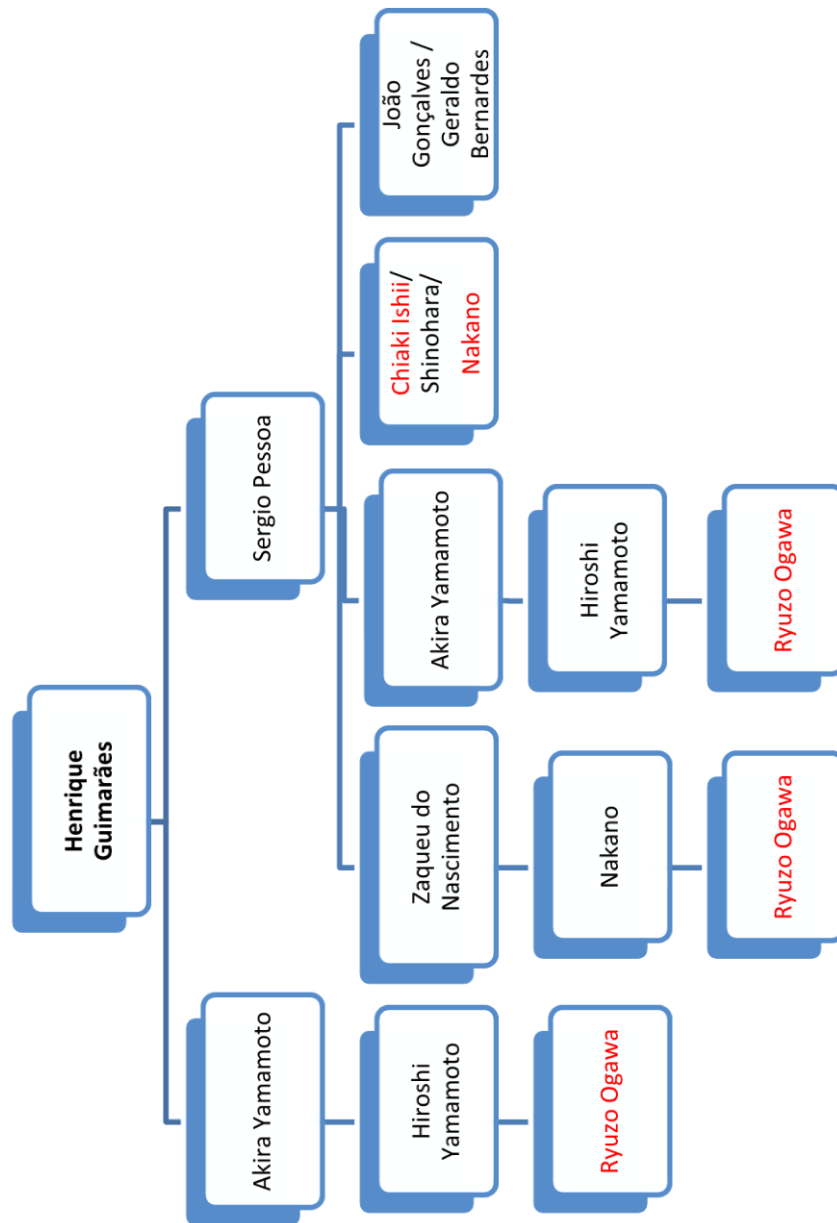 Henrique
Guimarães
Akira Yamamoto
Sergio Pessoa
Hiroshi
Yamamoto
Zaqueu do
Nascimento
Akira Yamamoto
Chiaki Ishii/
Shinohara/
Nakano
João
Gonçalves /
Geraldo
Bernardes
Ryuzo Ogawa
Nakano
Hiroshi
Yamamoto
Ryuzo Ogawa
Ryuzo Ogawa